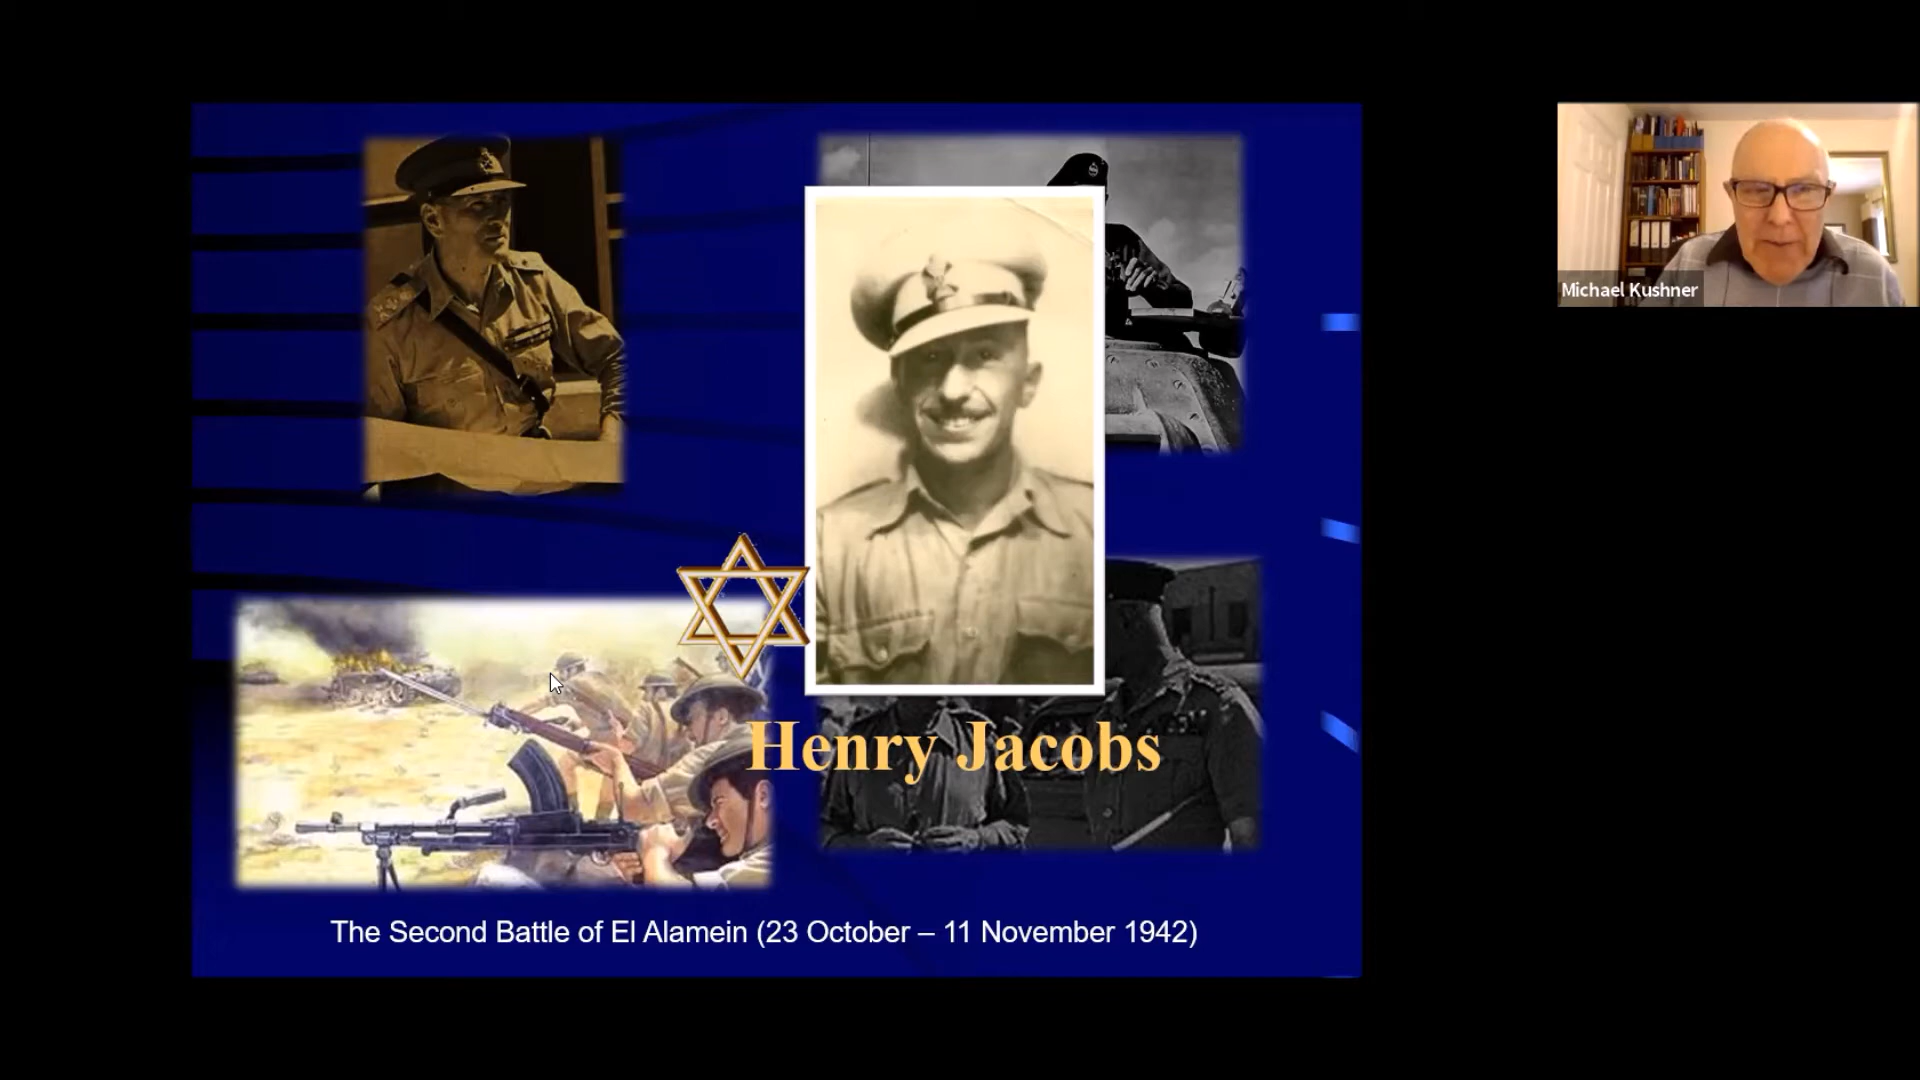 Michael Kushner
Henry Jacobs
The Second Battle of El Alamein (23 October – 11 November 1942)